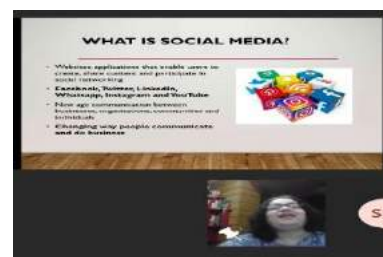 WHAT IS SOCIAL MEDIA?
• Websites applications that enable users to
create, share content and participate in
social networking
• Facebook, Twitter, LinkedIn,
Whatsapp, Instagram and YouTube
• New age communication between
businesses, organizations, communities and
individuals
• Changing way people communicate
and do business
S